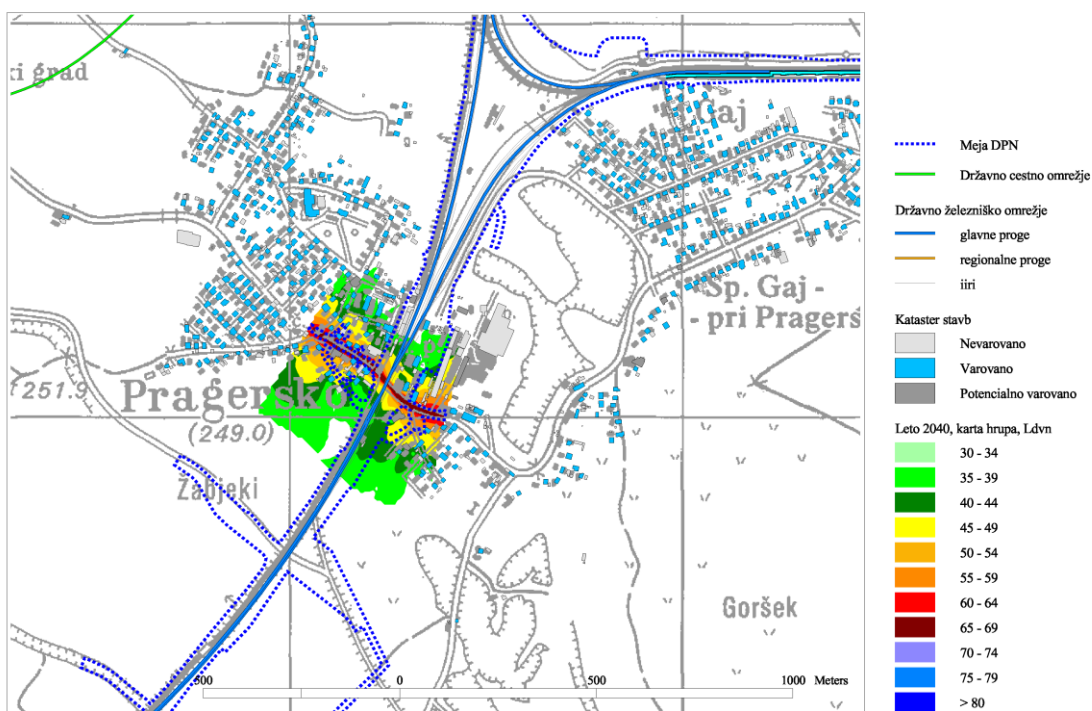 ki grad
Gaj
Sp. Gaj -
- pri Pragers
251.9
Pragersko
(249.0)
Žabjeki
Goršek
500 0 500 1000 Meters
Meja DPN
Državno cestno omrežje
Državno železniško omrežje
glavne proge
regionalne proge
iiri
Kataster stavb
Nevarovano
Varovano
Potencialno varovano
Leto 2040, karta hrupa, Ldvn
30 - 34
35 - 39
40 - 44
45 - 49
50 - 54
55 - 59
60 - 64
65 - 69
70 - 74
75 - 79
> 80